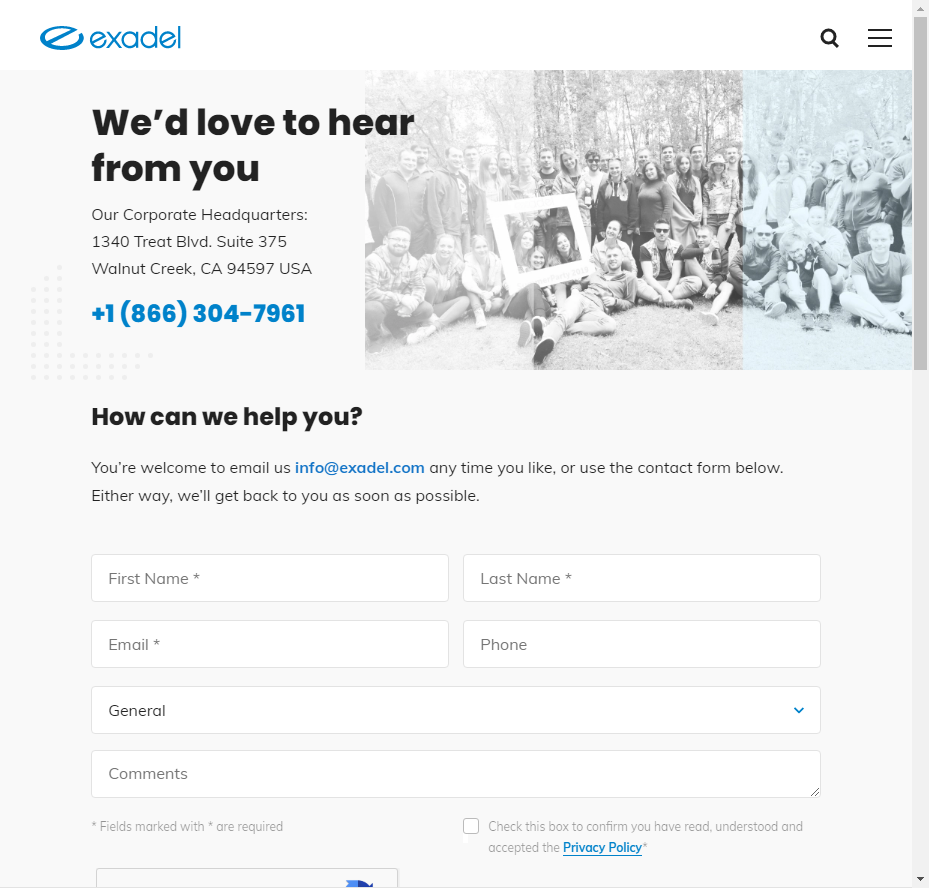 exadel
We’d love to hear
from you
Our Corporate Headquarters:
1340 Treat Blvd. Suite 375
Walnut Creek, CA 94597 USA
+1 (866) 304-7961
How can we help you?
You’re welcome to email us info@exadel.com any time you like, or use the contact form below.
Either way, we’ll get back to you as soon as possible.
First Name *
Last Name *
Email *
Phone
General
Comments
* Fields marked with * are required
Check this box to confirm you have read, understood and
accepted the Privacy Policy*